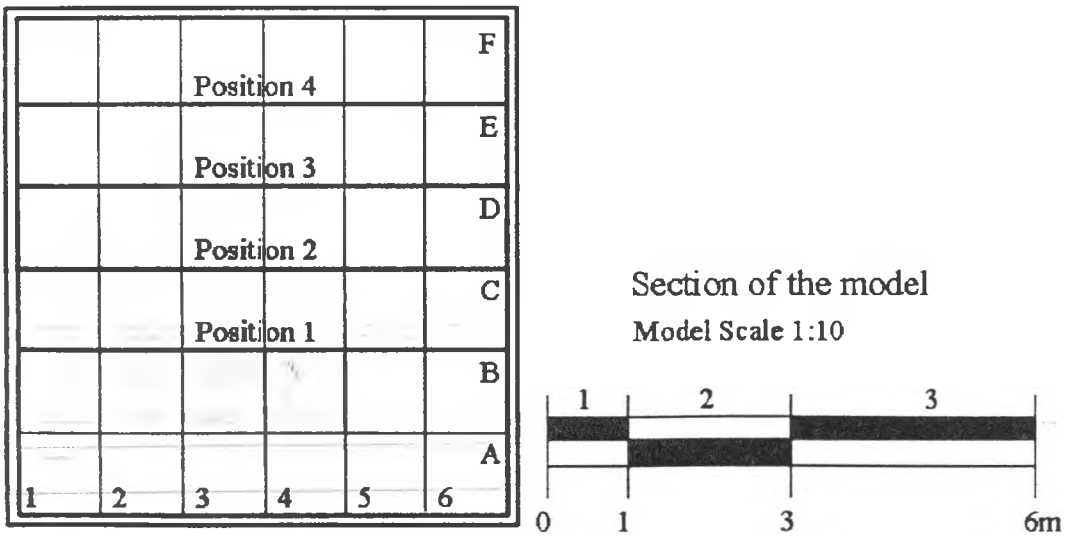 F
Position 4
E
Position 3
D
Position 2
C
Position 1
B
A
1 2 3 4 5 6
Section of the model
Model Scale 1:10
1 2 3
0 1 3 6m